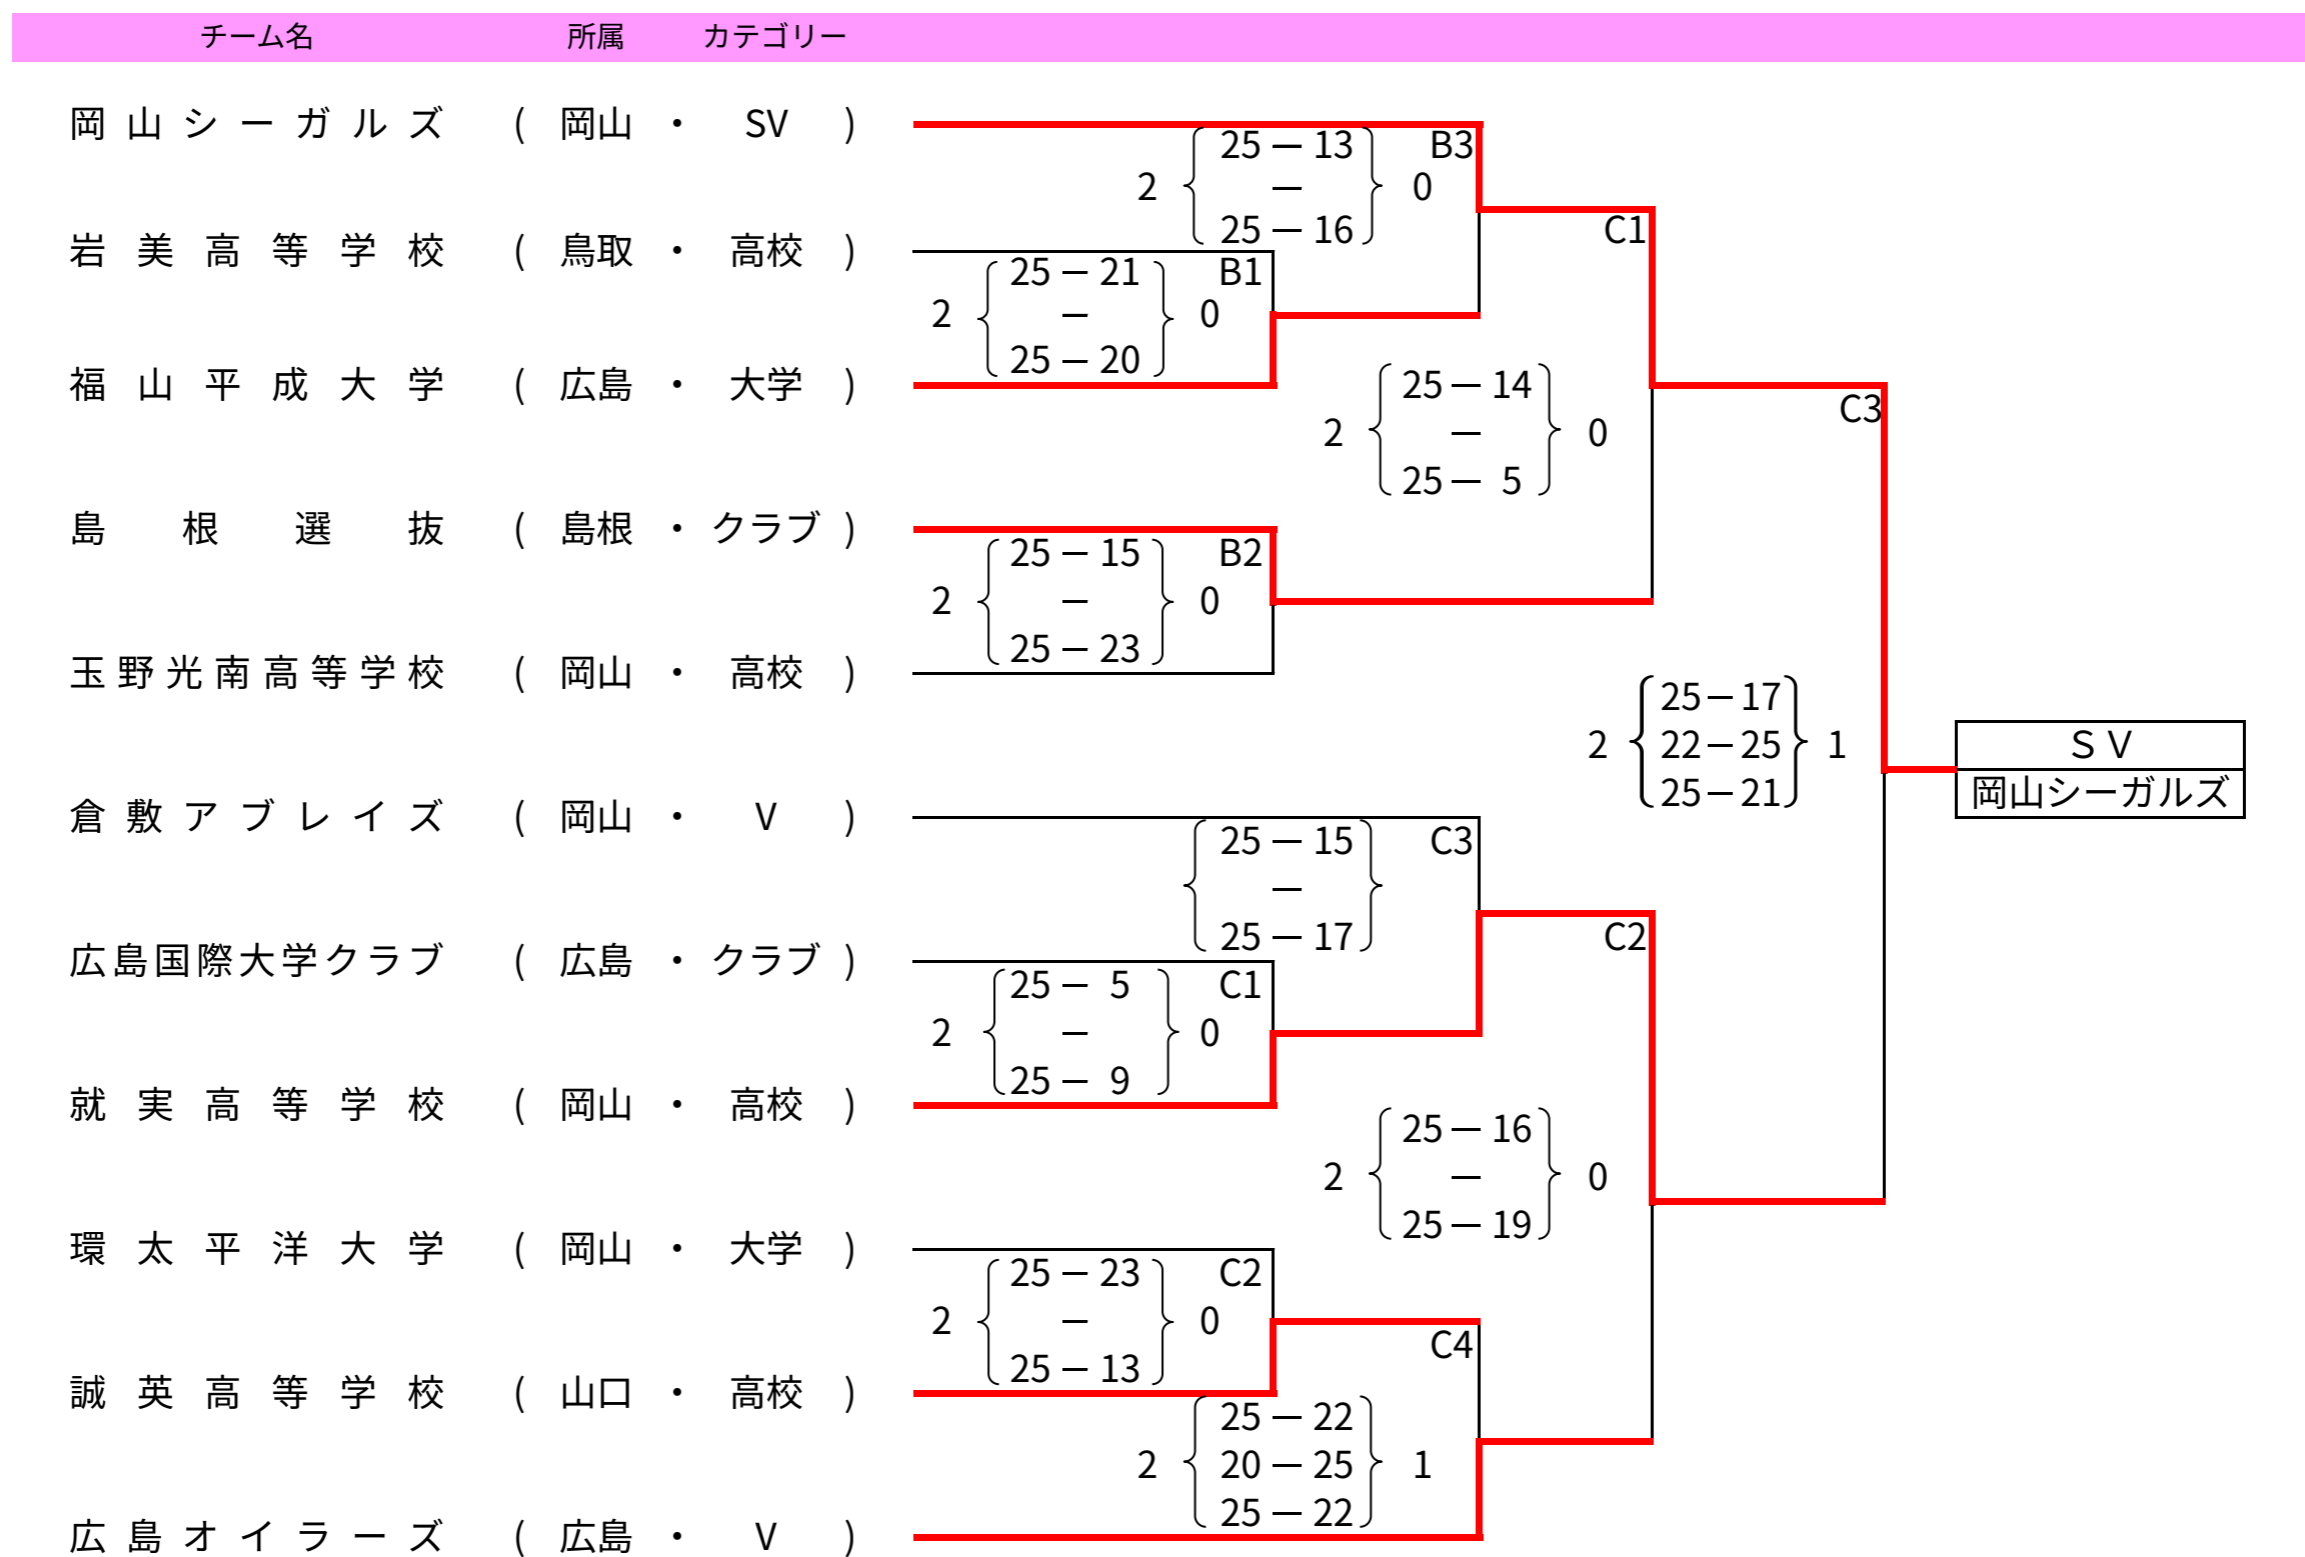 チーム名 所属 カテゴリー
岡山シーガルズ ( 岡山 ・ SV )
25 － 13 B3
2 － 0
25 － 16
C1
岩美高等学校 ( 鳥取 ・ 高校 )
25 － 21 B1
2 － 0
25 － 20
福山平成大学 ( 広島 ・ 大学 )
25 － 14
2 － 0
25 － 5
C3
島根選抜 ( 島根 ・ クラブ )
25 － 15 B2
2 － 0
25 － 23
玉野光南高等学校 ( 岡山 ・ 高校 )
25 － 17
2 22 － 25 1
25 － 21
ＳＶ
岡山シーガルズ
倉敷アブレイズ ( 岡山 ・ V )
25 － 15 C3
－
25 － 17
C2
広島国際大学クラブ ( 広島 ・ クラブ )
25 － 5 C1
2 － 0
25 － 9
就実高等学校 ( 岡山 ・ 高校 )
25 － 16
2 － 0
25 － 19
環太平洋大学 ( 岡山 ・ 大学 )
25 － 23 C2
2 － 0
25 － 13
C4
誠英高等学校 ( 山口 ・ 高校 )
25 － 22
2 20 － 25 1
25 － 22
広島オイラーズ ( 広島 ・ V )